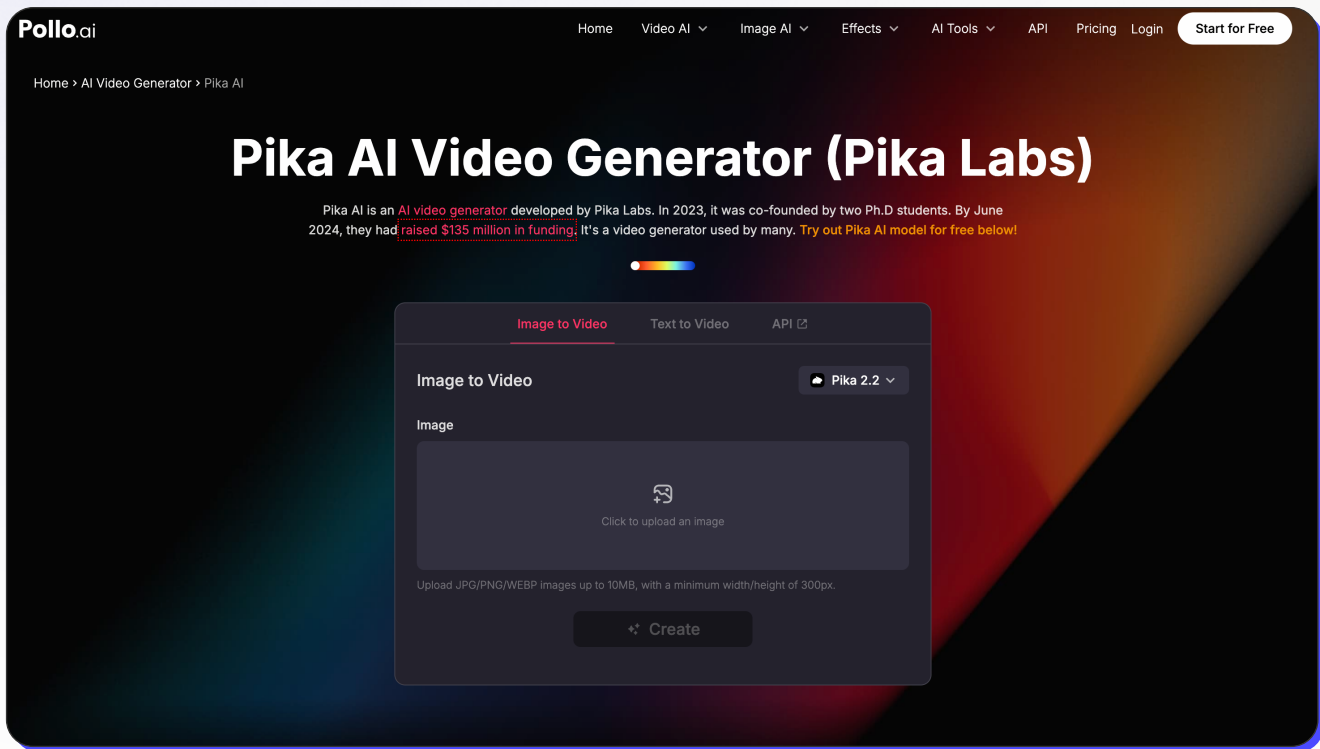 Pollo.ai
Home Video AI Image AI Effects AI Tools API Pricing Login Start for Free
Home > AI Video Generator > Pika AI
Pika AI Video Generator (Pika Labs)
Pika AI is an AI video generator developed by Pika Labs. In 2023, it was co-founded by two Ph.D students. By June
2024, they had raised $135 million in funding. It's a video generator used by many. Try out Pika AI model for free below!
Image to Video Text to Video API
Image to Video Pika 2.2
Image
Click to upload an image
Upload JPG/PNG/WEBP images up to 10MB, with a minimum width/height of 300px.
Create